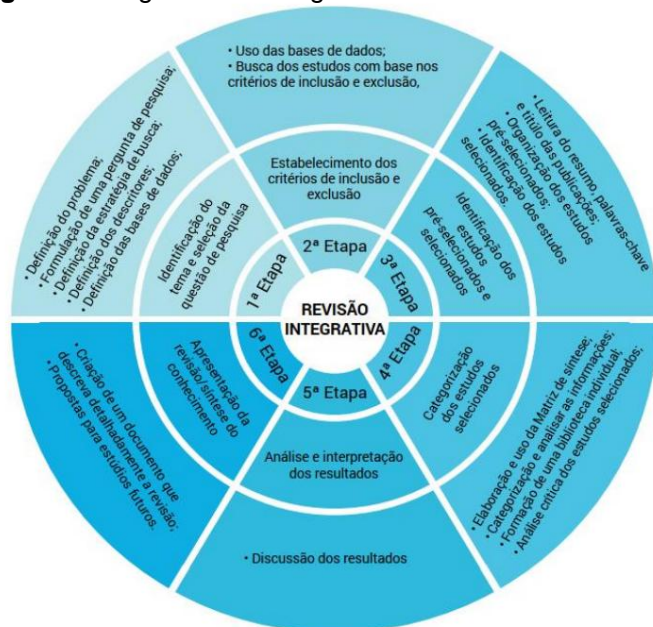 • Uso das bases de dados;
• Busca dos estudos com base nos
critérios de inclusão e exclusão,
Estabelecimento dos
critérios de inclusão e
exclusão
2ª Etapa
• Leitura do resumo, palavras-chave
e título das publicações;
• Organização dos estudos
pré-selecionados;
• Identificação dos estudos
selecionados.
Identificação dos
estudos
pré-selecionados e
selecionados
3ª Etapa
• Elaboração e uso da Matriz de síntese;
• Categorização e analisar as informações;
• Formação de uma biblioteca individual,
• Análise crítica dos estudos selecionados;
Categorização
dos estudos
selecionados
4ª Etapa
5ª Etapa
Análise e interpretação
dos resultados
• Discussão dos resultados
6ª Etapa
Apresentação da
revisão/síntese do
conhecimento
• Criação de um documento que
descreva detalhadamente a revisão;
• Propostas para estúdios futuros.
1ª Etapa
Identificação do
tema e seleção da
questão de pesquisa
• Definição do problema;
• Formulação de uma pergunta de pesquisa;
• Definição da estratégia de busca;
• Definição dos descritores,
• Definição das bases de dados;
REVISÃO
INTEGRATIVA